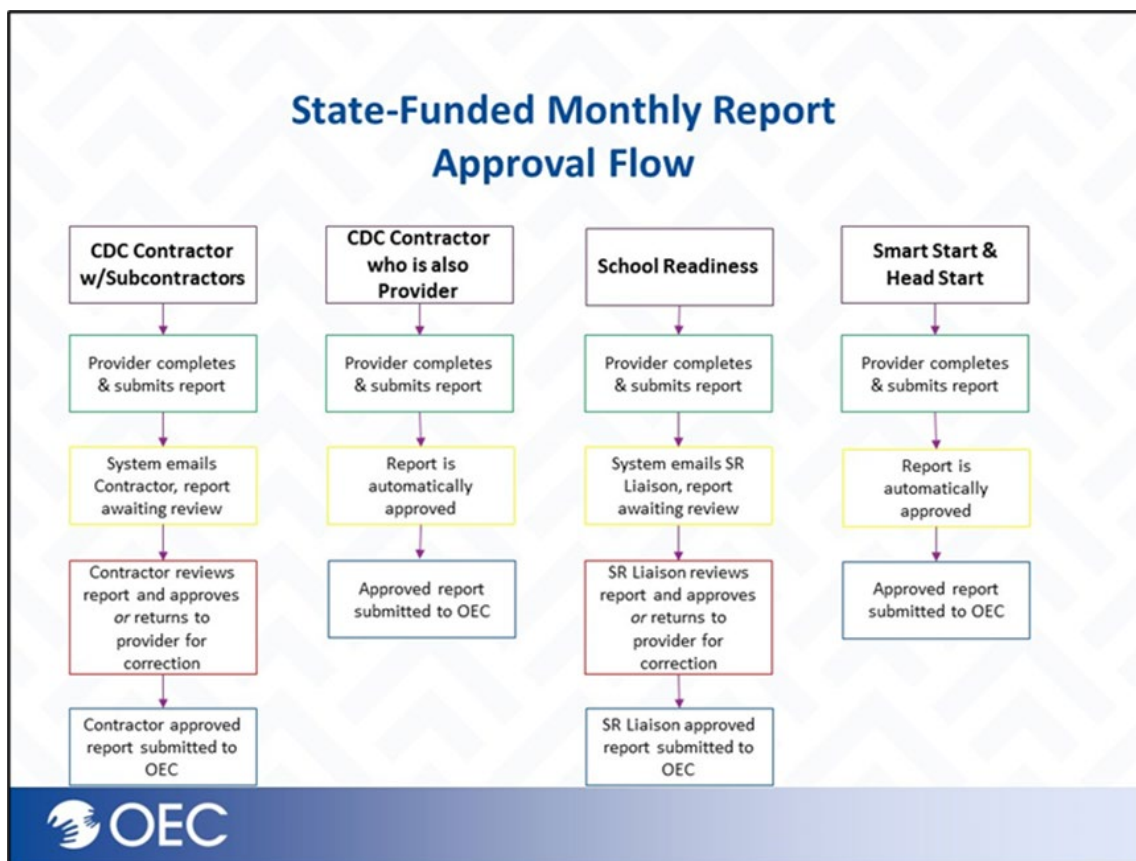 State-Funded Monthly Report
Approval Flow
CDC Contractor
w/Subcontractors
Provider completes
& submits report
System emails
Contractor, report
awaiting review
Contractor reviews
report and approves
or returns to
provider for
correction
Contractor approved
report submitted to
OEC
CDC Contractor
who is also
Provider
Provider completes
& submits report
Report is
automatically
approved
Approved report
submitted to OEC
School Readiness
Provider completes
& submits report
System emails SR
Liaison, report
awaiting review
SR Liaison reviews
report and approves
or returns to
provider for
correction
SR Liaison approved
report submitted to
OEC
Smart Start &
Head Start
Provider completes
& submits report
Report is
automatically
approved
Approved report
submitted to OEC
OEC